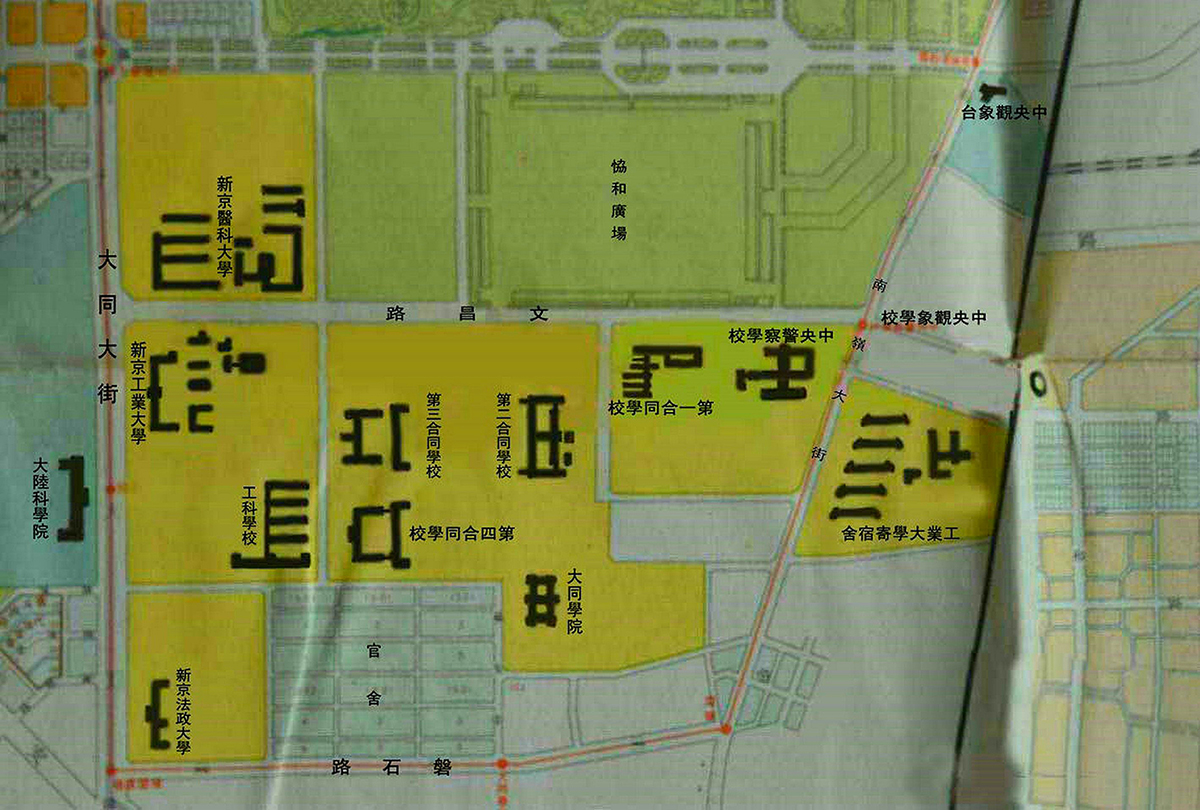 中央觀象台
恊和廣場
新京醫科大學
大同大街
文昌路
南嶺大街
中央觀象學校
中央警察學校
第一合同學校
新京工業大學
第三合同學校
第二合同學校
大陸科學院
工科學校
第四合同學校
工業大學寄宿舍
大同學院
官舍
新京法政大學
磐石路